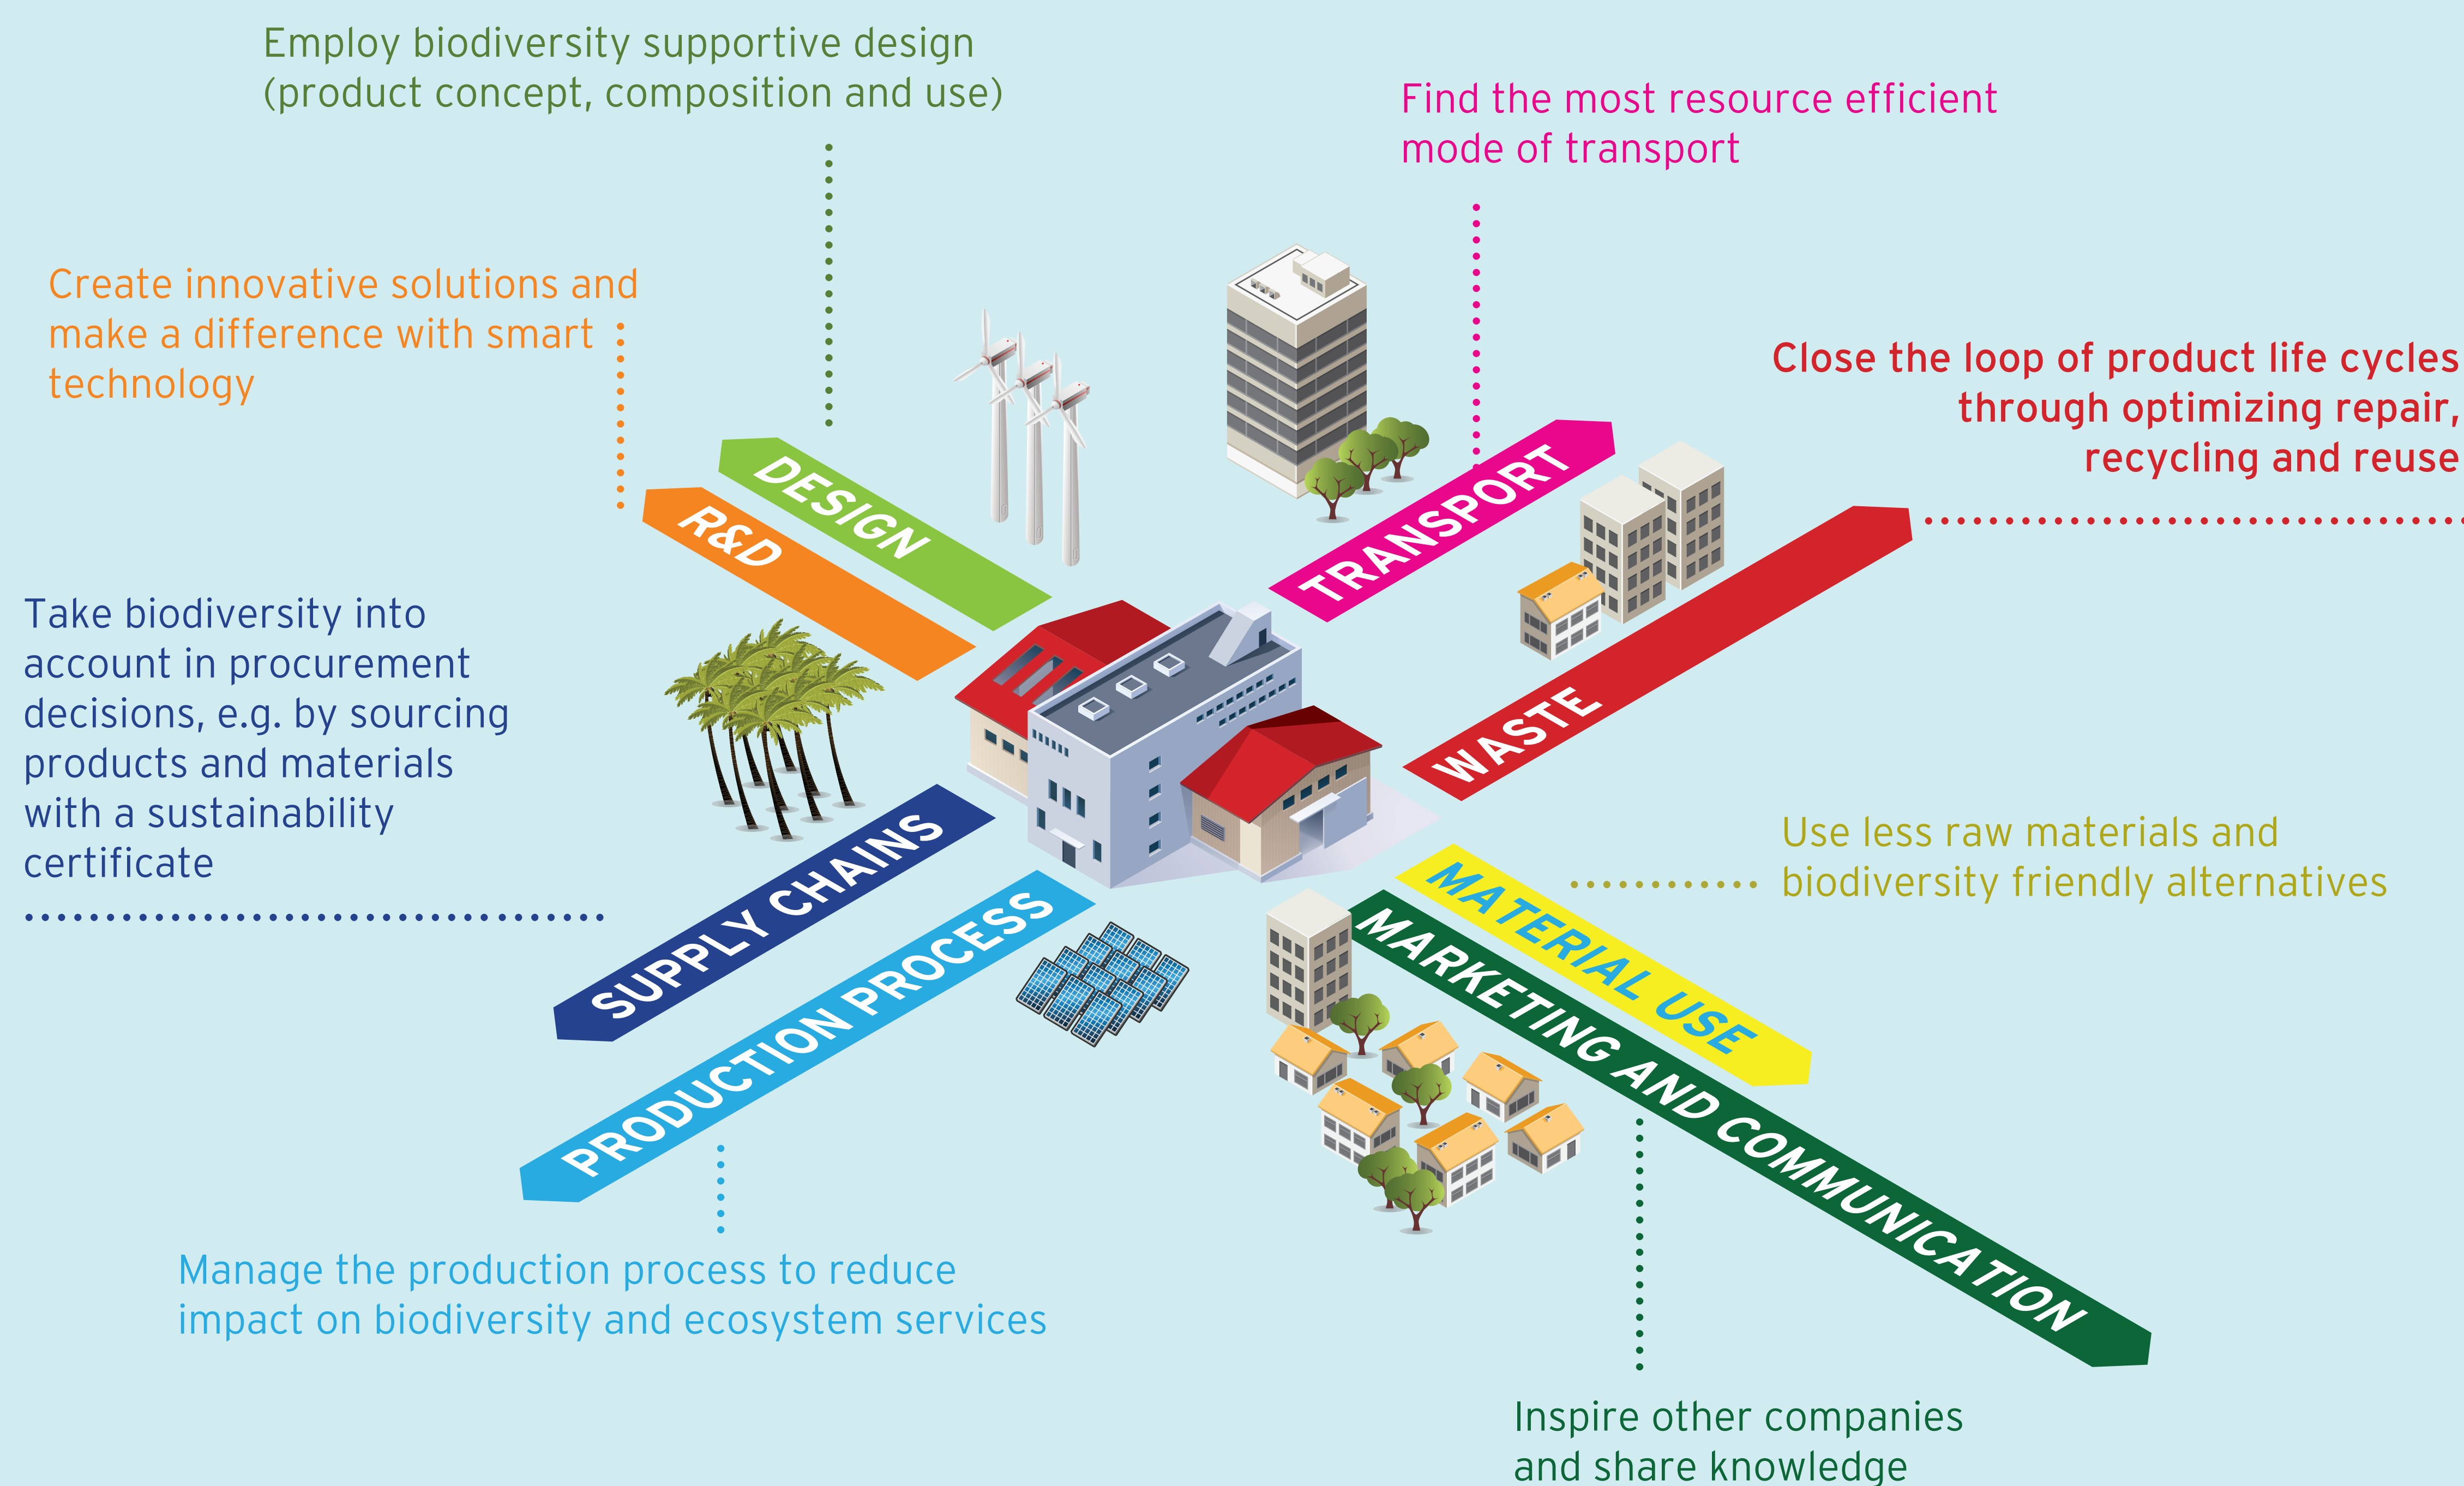 Employ biodiversity supportive design
(product concept, composition and use)
Find the most resource efficient
mode of transport
Create innovative solutions and
make a difference with smart
technology
Close the loop of product life cycles
through optimizing repair,
recycling and reuse
DESIGN
R&D
TRANSPORT
WASTE
Take biodiversity into
account in procurement
decisions, e.g. by sourcing
products and materials
with a sustainability
certificate
SUPPLY CHAINS
PRODUCTION PROCESS
Use less raw materials and
biodiversity friendly alternatives
MATERIAL USE
MARKETING AND COMMUNICATION
Manage the production process to reduce
impact on biodiversity and ecosystem services
Inspire other companies
and share knowledge